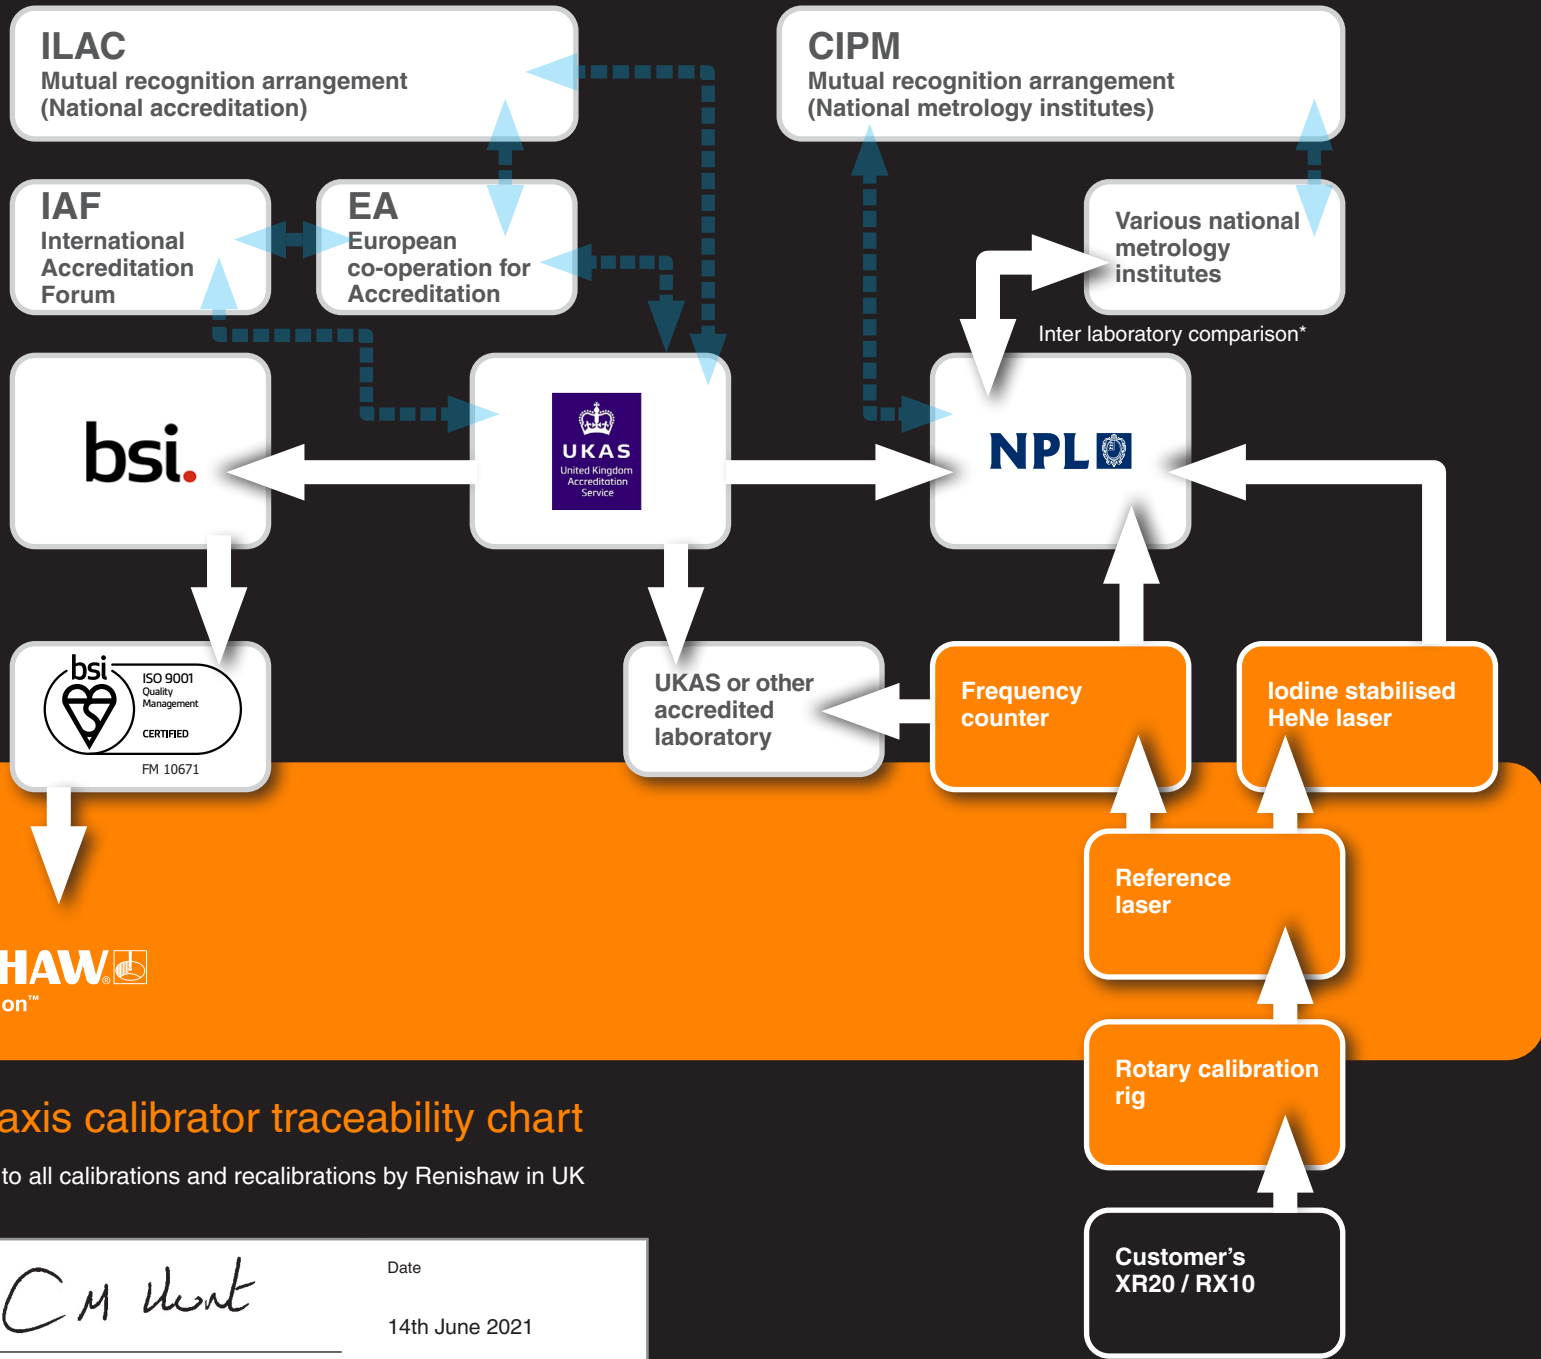 ILAC
Mutual recognition arrangement
(National accreditation)
CIPM
Mutual recognition arrangement
(National metrology institutes)
IAF
International
Accreditation
Forum
EA
European
co-operation for
Accreditation
Various national
metrology
institutes
Inter laboratory comparison*
bsi.
UKAS
United Kingdom
Accreditation
Service
NPL
bsi
ISO 9001
Quality
Management
CERTIFIED
FM 10671
UKAS or other
accredited
laboratory
Frequency
counter
Iodine stabilised
HeNe laser
Reference
laser
HAW®
on™
Rotary calibration
rig
axis calibrator traceability chart
to all calibrations and recalibrations by Renishaw in UK
Customer's
XR20 / RX10
C M Hunt
Date
14th June 2021